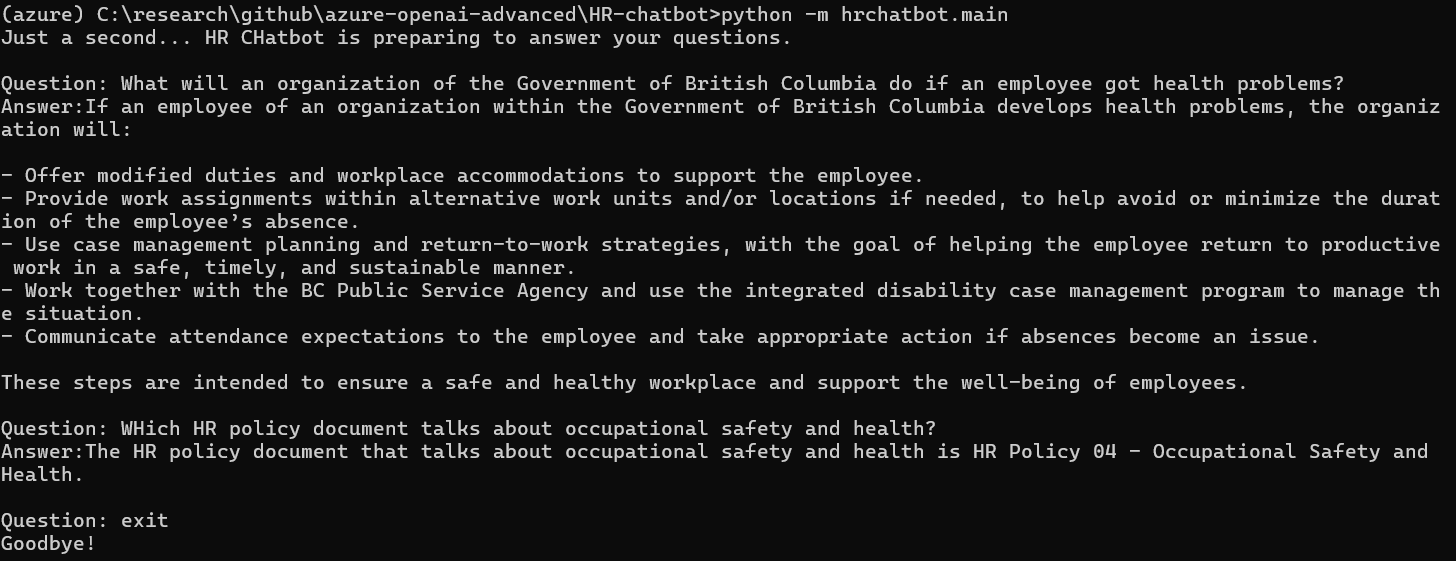 (azure) C:\research\github\azure-openai-advanced\HR-chatbot>python -m hrchatbot.main
Just a second... HR CHatbot is preparing to answer your questions.
Question: What will an organization of the Government of British Columbia do if an employee got health problems?
Answer:If an employee of an organization within the Government of British Columbia develops health problems, the organiz
ation will:
- Offer modified duties and workplace accommodations to support the employee.
- Provide work assignments within alternative work units and/or locations if needed, to help avoid or minimize the durat
ion of the employee’s absence.
- Use case management planning and return-to-work strategies, with the goal of helping the employee return to productive
 work in a safe, timely, and sustainable manner.
- Work together with the BC Public Service Agency and use the integrated disability case management program to manage th
e situation.
- Communicate attendance expectations to the employee and take appropriate action if absences become an issue.
These steps are intended to ensure a safe and healthy workplace and support the well-being of employees.
Question: WHich HR policy document talks about occupational safety and health?
Answer:The HR policy document that talks about occupational safety and health is HR Policy 04 - Occupational Safety and
Health.
Question: exit
Goodbye!